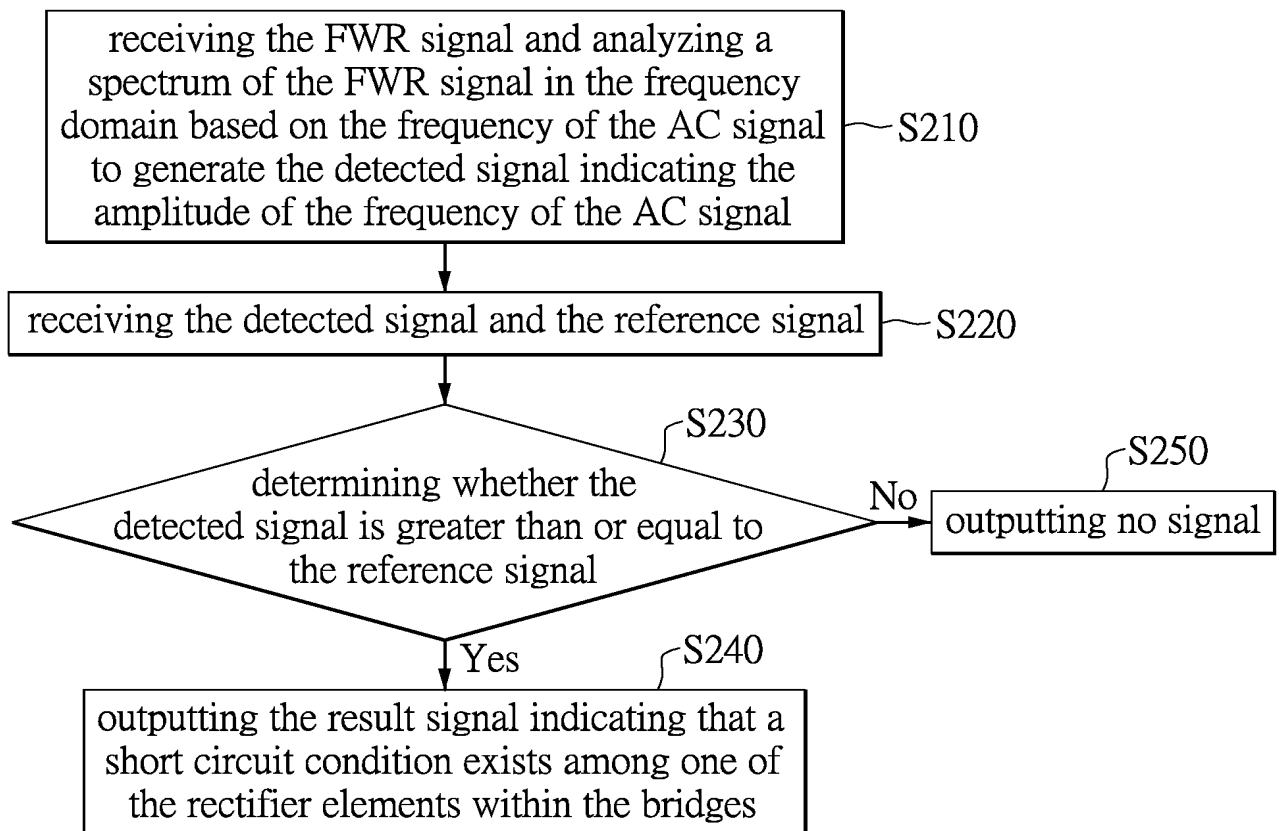 receiving the FWR signal and analyzing a
spectrum of the FWR signal in the frequency
domain based on the frequency of the AC signal
to generate the detected signal indicating the
amplitude of the frequency of the AC signal
S210
receiving the detected signal and the reference signal
S220
S230
determining whether the
detected signal is greater than or equal to
the reference signal
No
S250
outputting no signal
Yes
S240
outputting the result signal indicating that a
short circuit condition exists among one of
the rectifier elements within the bridges